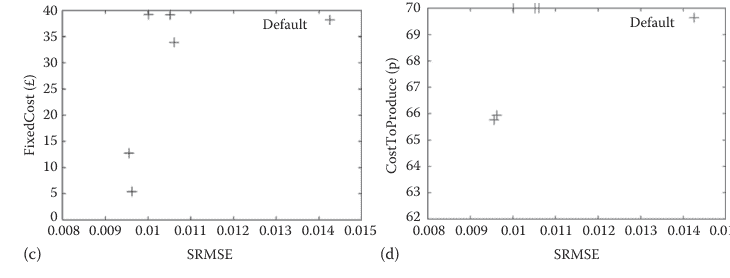 40
35
30
25
20
15
10
5
0
FixedCost (£)
Default
0.008 0.009 0.01 0.011 0.012 0.013 0.014 0.015
SRMSE
(c)
70
69
68
67
66
65
64
63
62
CostToProduce (p)
Default
0.008 0.009 0.01 0.011 0.012 0.013 0.014 0.015
SRMSE
(d)